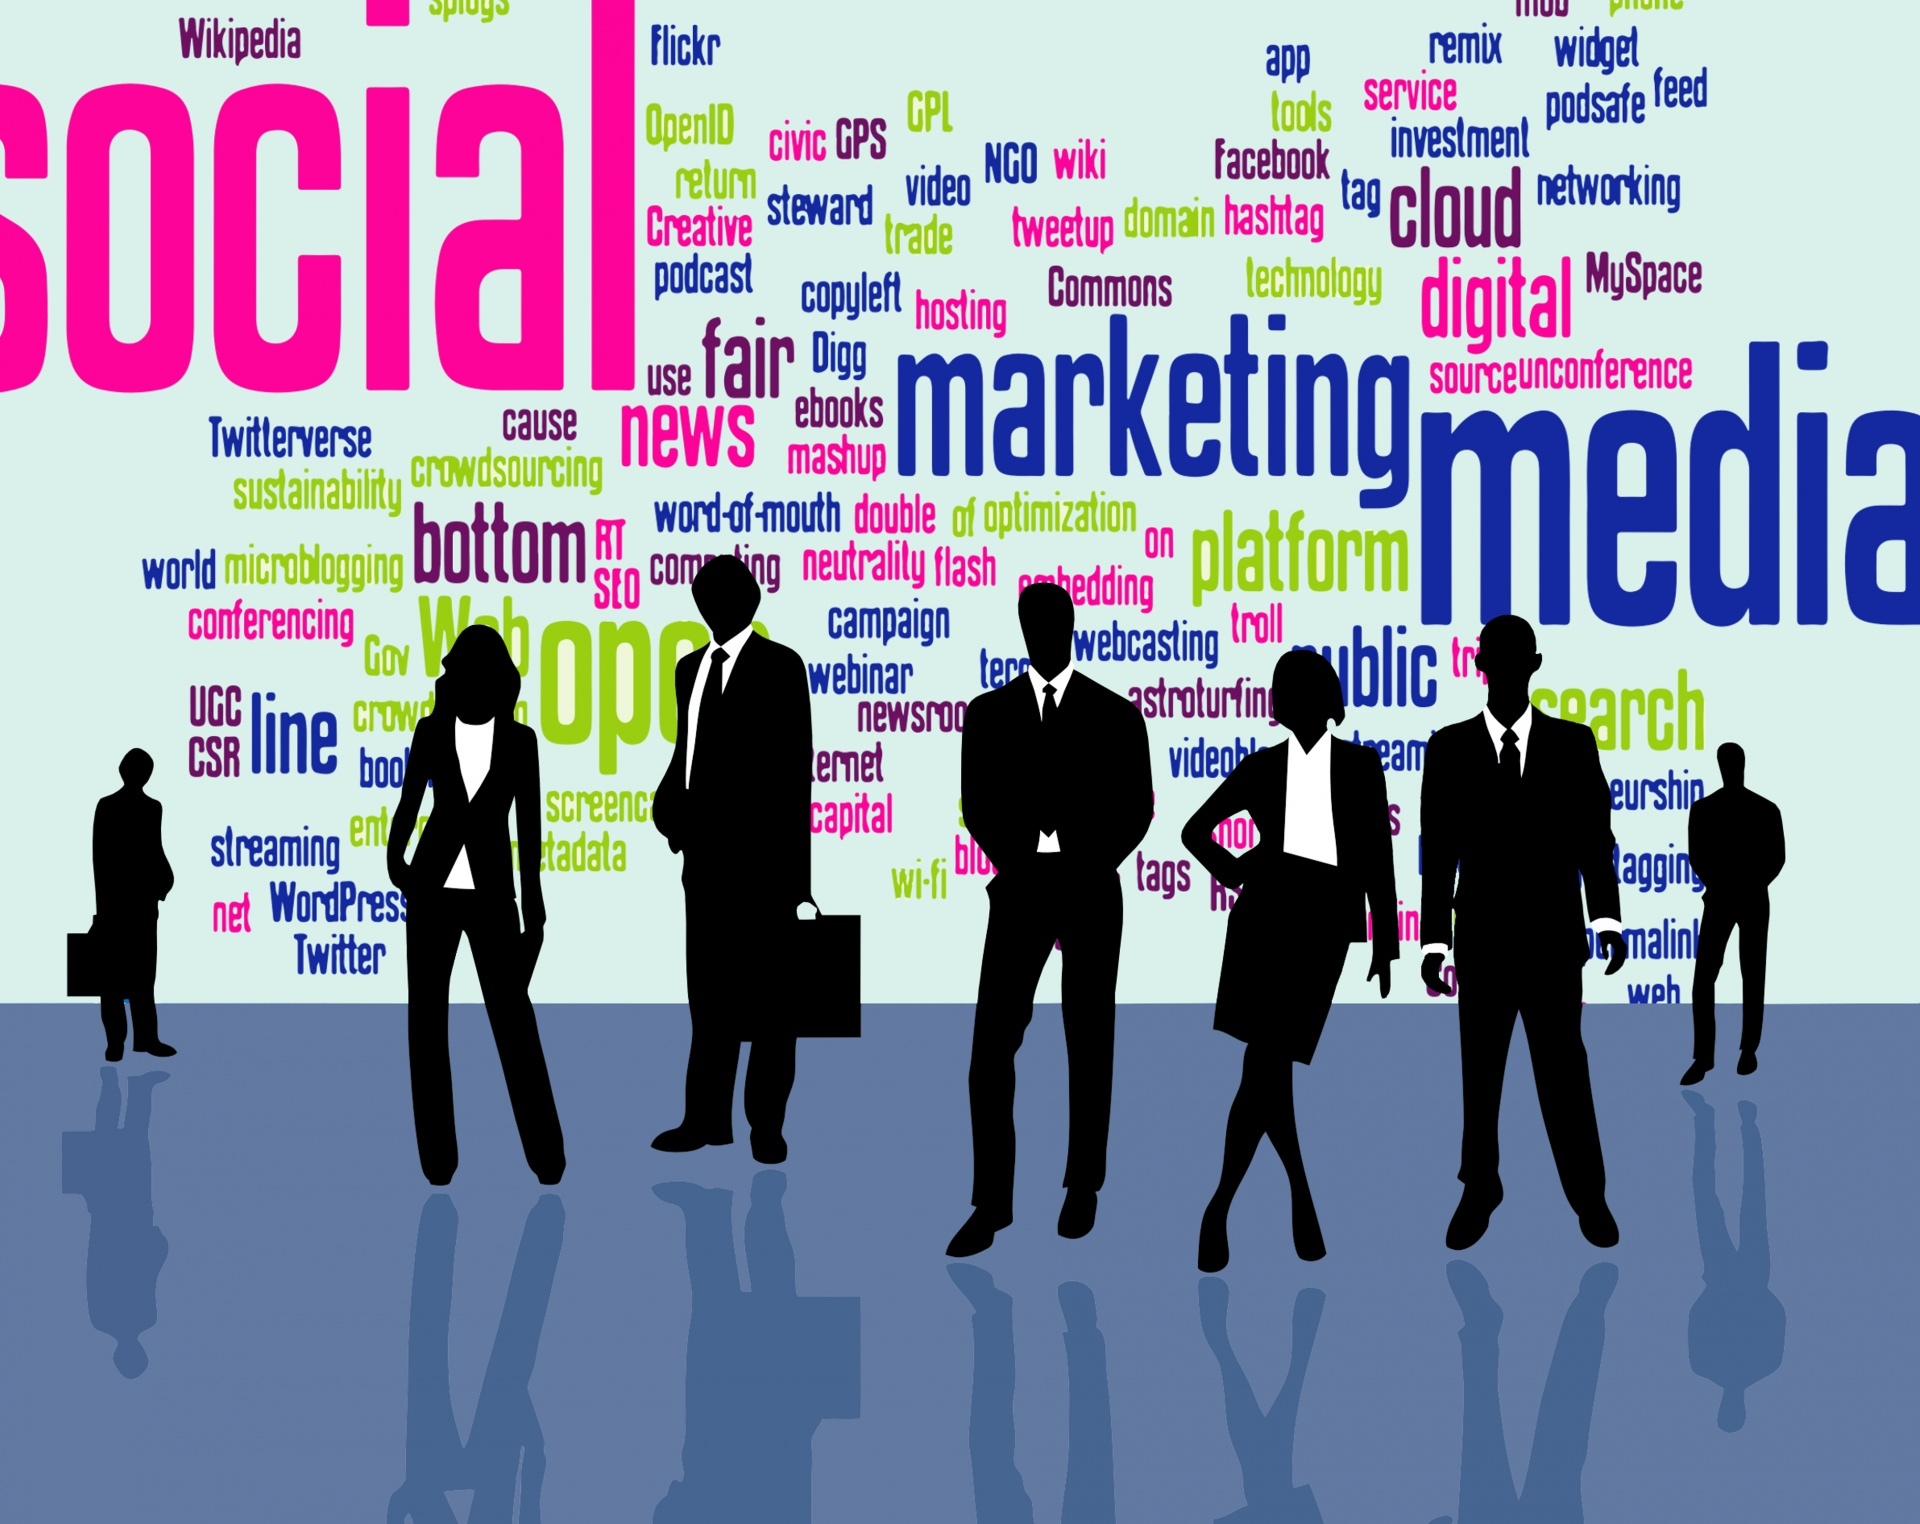 splogs
Wikipedia
social
Flickr
OpenID
civic GPS
GPL
return
steward
video
NGO wiki
Creative
trade
podcast
copyleft
hosting
tweetup
domain
hashtag
Commons
technology
app
tools
Facebook
tag
remix
service
investment
widget
podsafe
feed
cloud
networking
digital
MySpace
source
unconference
use fair
Digg
ebooks
mashup
marketing
media
news
cause
Twitterverse
crowdsourcing
sustainability
word-of-mouth
double
of optimization
on
platform
bottom
RT
SEO
neutrality flash
world
microblogging
conferencing
Gov
Web
campaign
webcasting
troll
webinar
UGC
CSR
line
astroturfing
capital
streaming
net
WordPress
Twitter
wi-fi
tags
tagging
web